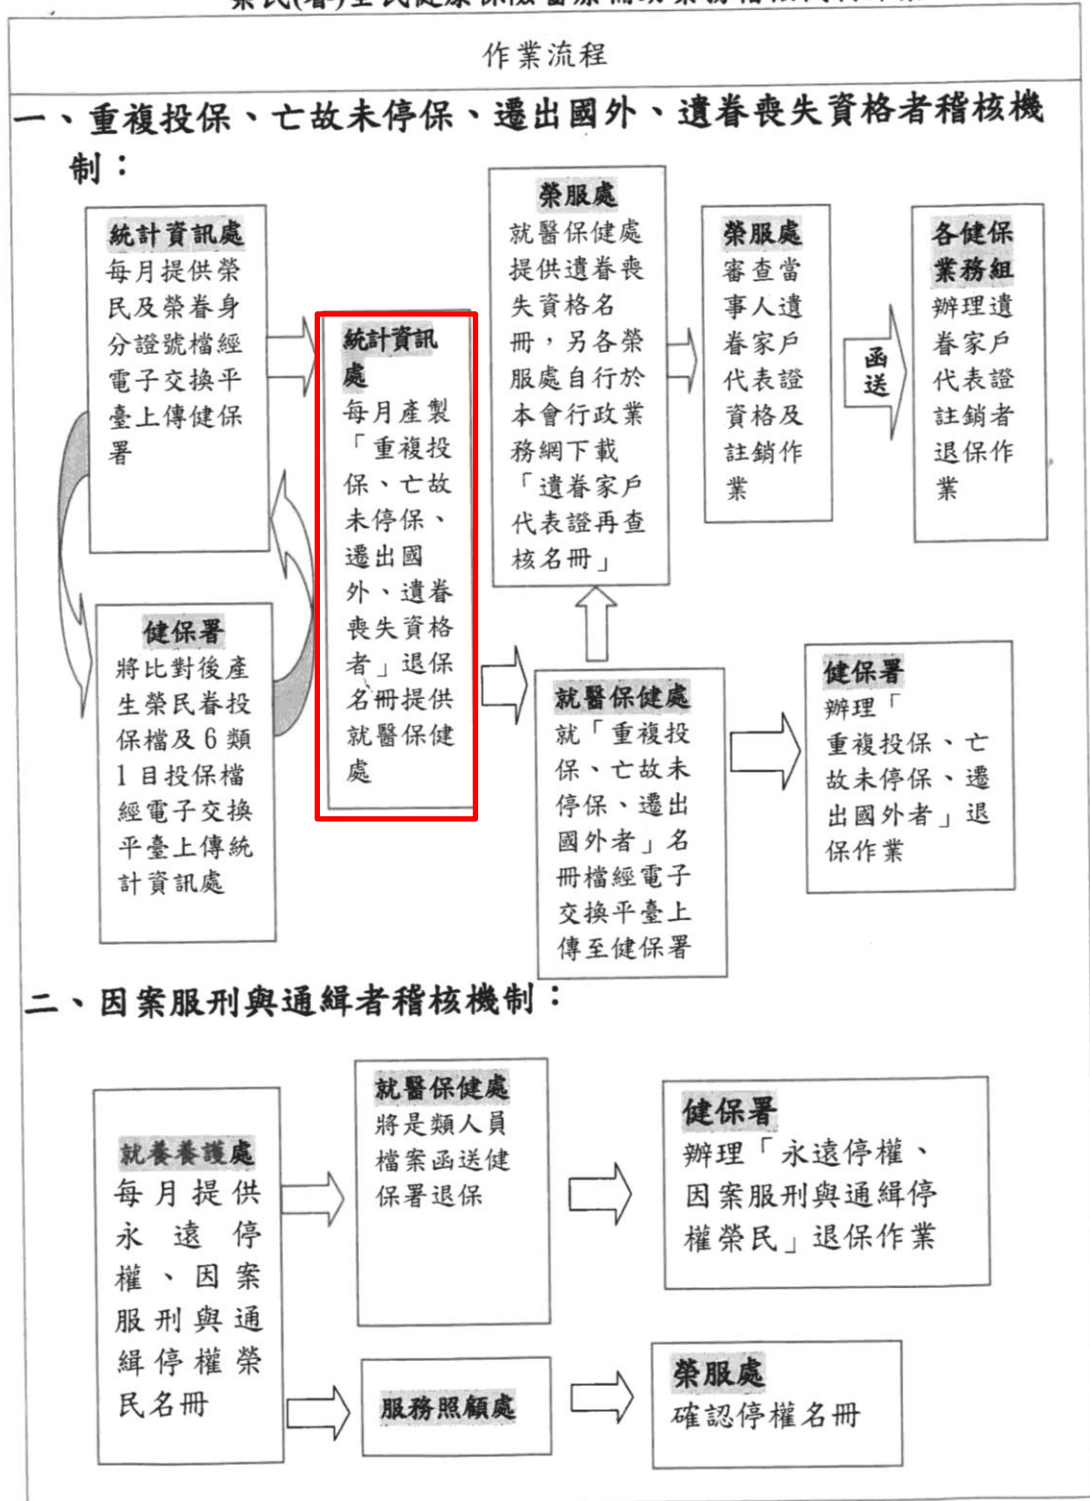 作業流程
一、重複投保、亡故未停保、遷出國外、遺眷喪失資格者稽核機
制：
統計資訊處
每月提供榮
民及榮眷身
分證號檔經
電子交換平
臺上傳健保
署
健保署
將比對後產
生榮民眷投
保檔及6類
1目投保檔
經電子交換
平臺上傳統
計資訊處
統計資訊
處
每月產製
「重複投
保、亡故
未停保、
遷出國
外、遺眷
喪失資格
者」退保
名冊提供
就醫保健
處
榮服處
就醫保健處
提供遺眷喪
失資格名
冊，另各榮
服處自行於
本會行政業
務網下載
「遺眷家戶
代表證再查
核名冊」
榮服處
審查當
事人遺
眷家戶
代表證
資格及
註銷作
業
函
送
各健保
業務組
辦理遺
眷家戶
代表證
註銷者
退保作
業
就醫保健處
就「重複投
保、亡故未
停保、遷出
國外者」名
冊檔經電子
交換平臺上
傳至健保署
健保署
辦理「
重複投保、亡
故未停保、遷
出國外者」退
保作業
二、因案服刑與通緝者稽核機制：
就養養護處
每月提供
永遠停
權、因案
服刑與通
緝停權榮
民名冊
就醫保健處
將是類人員
檔案函送健
保署退保
健保署
辦理「永遠停權、
因案服刑與通緝停
權榮民」退保作業
服務照顧處
榮服處
確認停權名冊